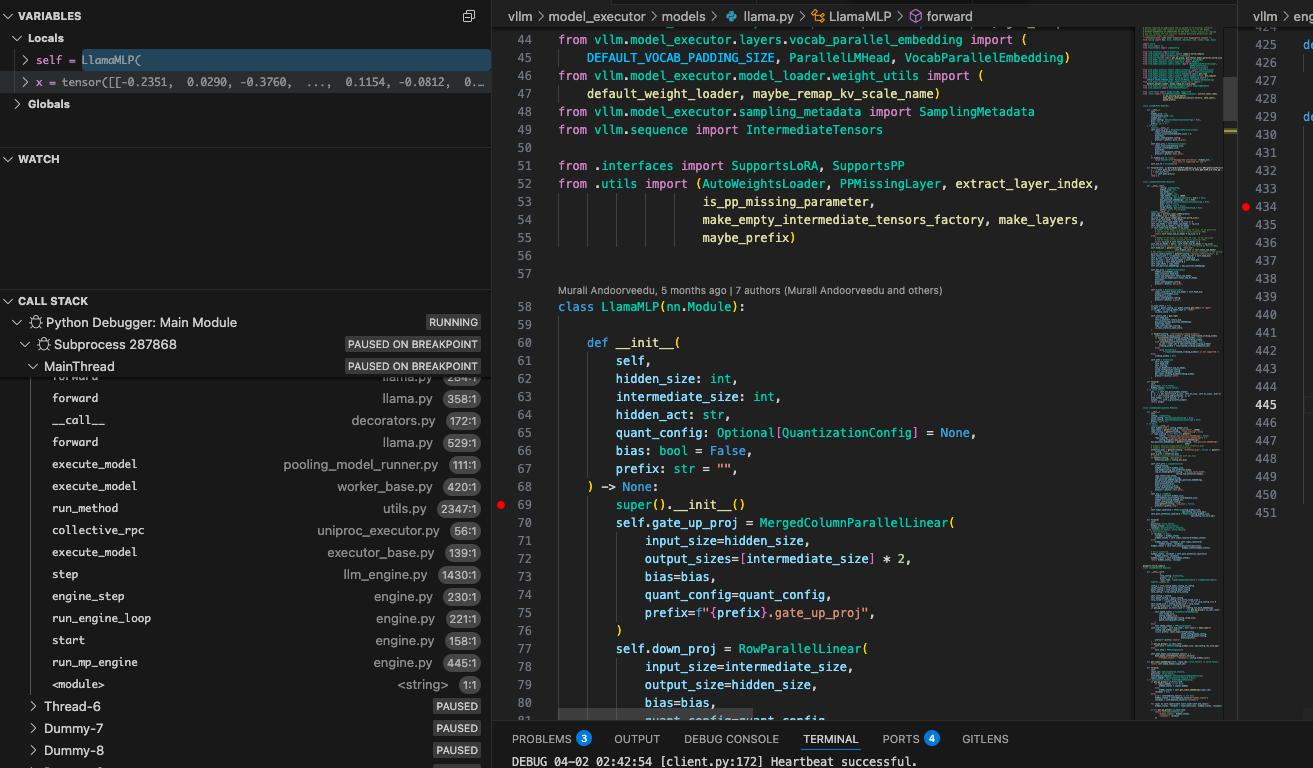 VARIABLES
Locals
self = LlamaMLP(
x = tensor([[-0.2351, 0.0290, -0.3760, ..., 0.1154, -0.0812, 0....
Globals
WATCH
CALL STACK
Python Debugger: Main Module RUNNING
Subprocess 287868 PAUSED ON BREAKPOINT
MainThread PAUSED ON BREAKPOINT
forward llama.py 284:1
forward llama.py 358:1
__call__ decorators.py 172:1
forward llama.py 529:1
execute_model pooling_model_runner.py 111:1
execute_model worker_base.py 420:1
run_method utils.py 2347:1
collective_rpc uniproc_executor.py 56:1
execute_model executor_base.py 139:1
step llm_engine.py 1430:1
engine_step engine.py 230:1
run_engine_loop engine.py 221:1
start engine.py 158:1
run_mp_engine engine.py 445:1
<module> <string> 1:1
Thread-6 PAUSED
Dummy-7 PAUSED
Dummy-8 PAUSED
vllm > model_executor > models > llama.py > LlamaMLP > forward
44 from vllm.model_executor.layers.vocab_parallel_embedding import (
45 DEFAULT_VOCAB_PADDING_SIZE, ParallelLMHead, VocabParallelEmbedding)
46 from vllm.model_executor.model_loader.weight_utils import (
47 default_weight_loader, maybe_remap_kv_scale_name)
48 from vllm.model_executor.sampling_metadata import SamplingMetadata
49 from vllm.sequence import IntermediateTensors
50
51 from .interfaces import SupportsLoRA, SupportsPP
52 from .utils import (AutoWeightsLoader, PPMissingLayer, extract_layer_index,
53 is_pp_missing_parameter,
54 make_empty_intermediate_tensors_factory, make_layers,
55 maybe_prefix)
56
57
Murali Andoorveedu, 5 months ago | 7 authors (Murali Andoorveedu and others)
58 class LlamaMLP(nn.Module):
59
60 def __init__(
61 self,
62 hidden_size: int,
63 intermediate_size: int,
64 hidden_act: str,
65 quant_config: Optional[QuantizationConfig] = None,
66 bias: bool = False,
67 prefix: str = "",
68 ) -> None:
69 super().__init__()
70 self.gate_up_proj = MergedColumnParallelLinear(
71 input_size=hidden_size,
72 output_sizes=[intermediate_size] * 2,
73 bias=bias,
74 quant_config=quant_config,
75 prefix=f"{prefix}.gate_up_proj",
76 )
77 self.down_proj = RowParallelLinear(
78 input_size=intermediate_size,
79 output_size=hidden_size,
80 bias=bias,
81 quant_config=quant_config,
vllm > en
424
425 de
426
427
428
429 de
430
431
432
433
434
435
436
437
438
439
440
441
442
443
444
445
446
447
448
449
450
451
PROBLEMS 3 OUTPUT DEBUG CONSOLE TERMINAL PORTS 4 GITLENS
DEBUG 04-02 02:42:54 [client.py:172] Heartbeat successful.